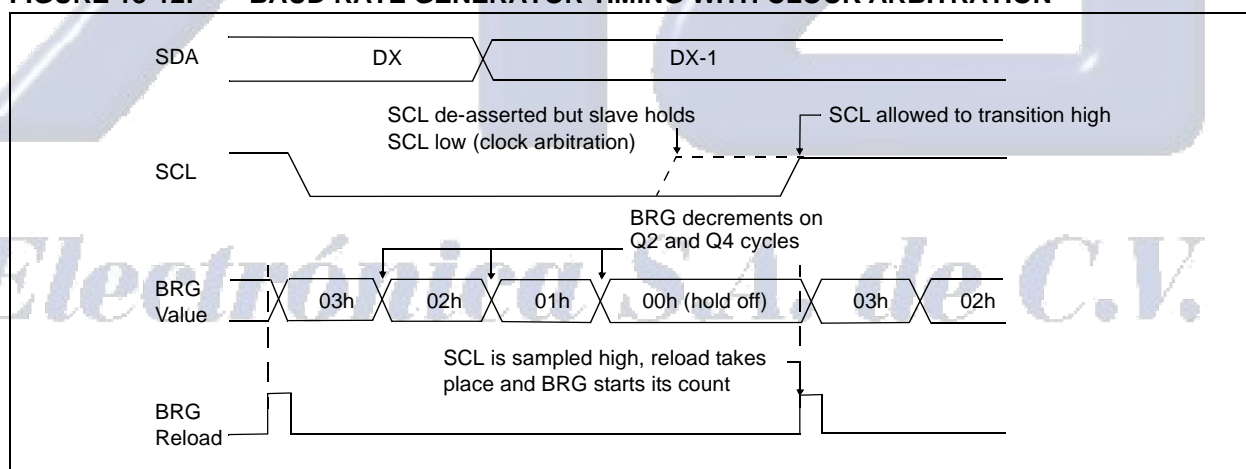 BAUD RATE GENERATOR TIMING WITH CLOCK ARBITRATION
SDA
DX
DX-1
SCL de-asserted but slave holds
SCL low (clock arbitration)
SCL allowed to transition high
SCL
BRG decrements on
Q2 and Q4 cycles
BRG
Value
03h
02h
01h
00h (hold off)
03h
02h
SCL is sampled high, reload takes
place and BRG starts its count
BRG
Reload
Electrónica S.A. de C.V.